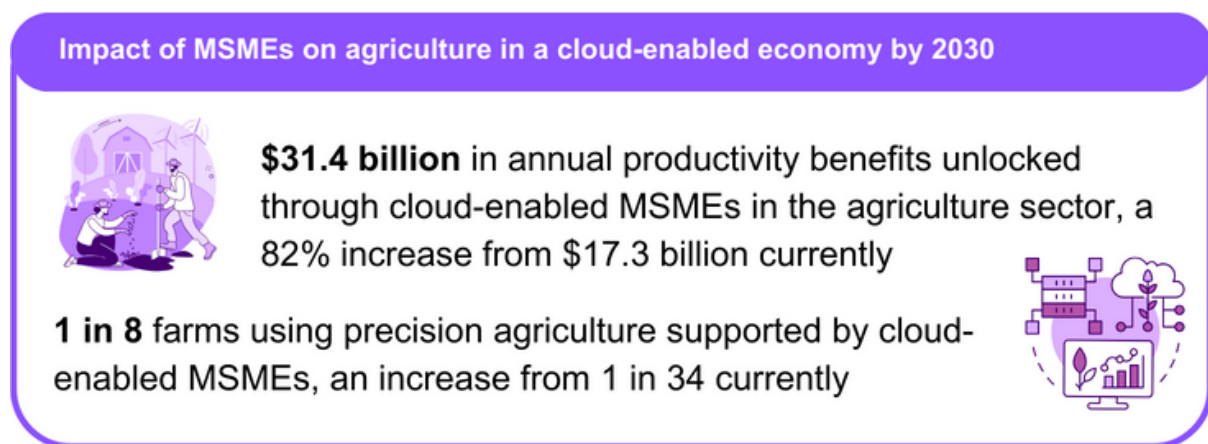 Impact of MSMEs on agriculture in a cloud-enabled economy by 2030
$31.4 billion in annual productivity benefits unlocked
through cloud-enabled MSMEs in the agriculture sector, a
82% increase from $17.3 billion currently
1 in 8 farms using precision agriculture supported by cloud-
enabled MSMEs, an increase from 1 in 34 currently